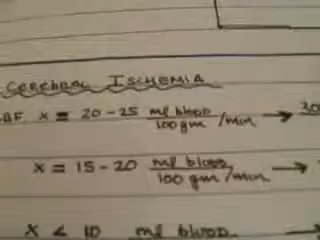 CEREBRAL ISCHEMIA
BF X = 20 - 25 ml blood / 100 gm /min →
X = 15 - 20 ml blood / 100 gm /min →
X < 10 ml blood →